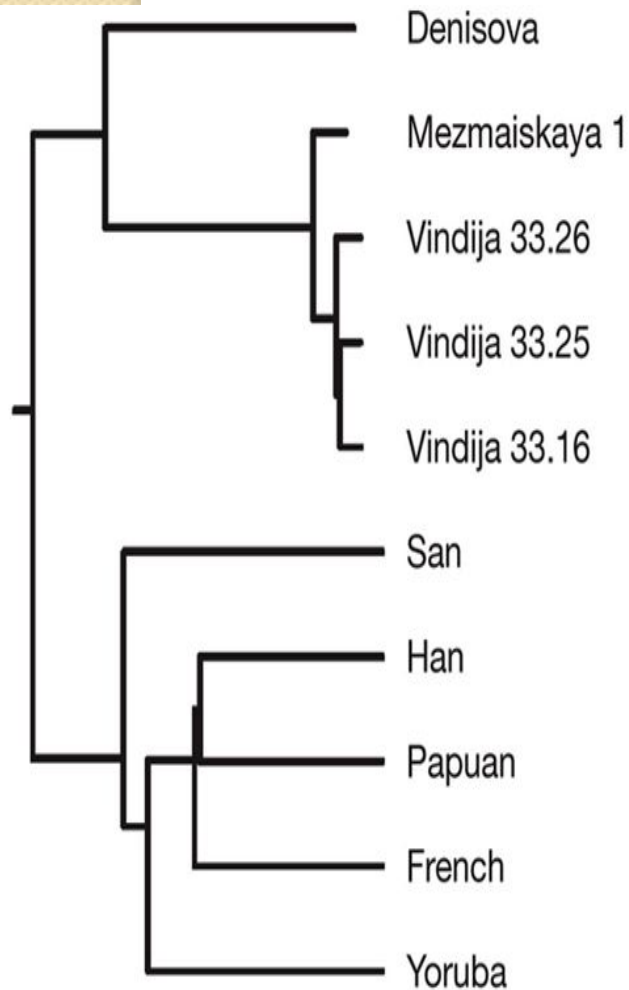 Denisova
Mezmaiskaya 1
Vindija 33.26
Vindija 33.25
Vindija 33.16
San
Han
Papuan
French
Yoruba